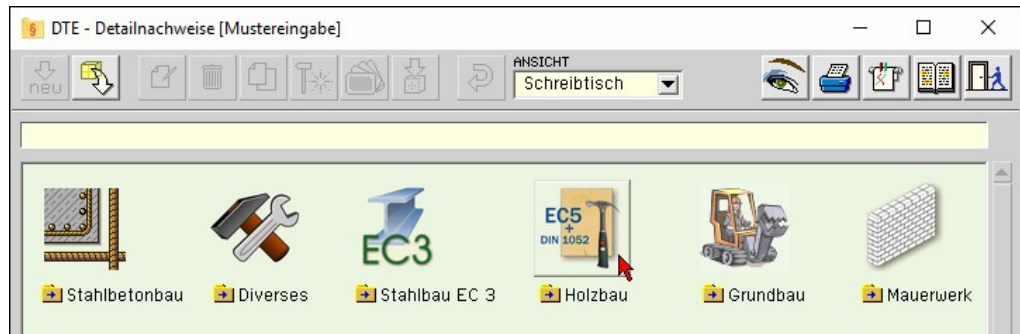 § DTE - Detailnachweise [Mustereingabe]
neu
ANSICHT
Schreibtisch
EC3
EC5
+
DIN 1052
Stahlbetonbau
Diverses
Stahlbau EC 3
Holzbau
Grundbau
Mauerwerk